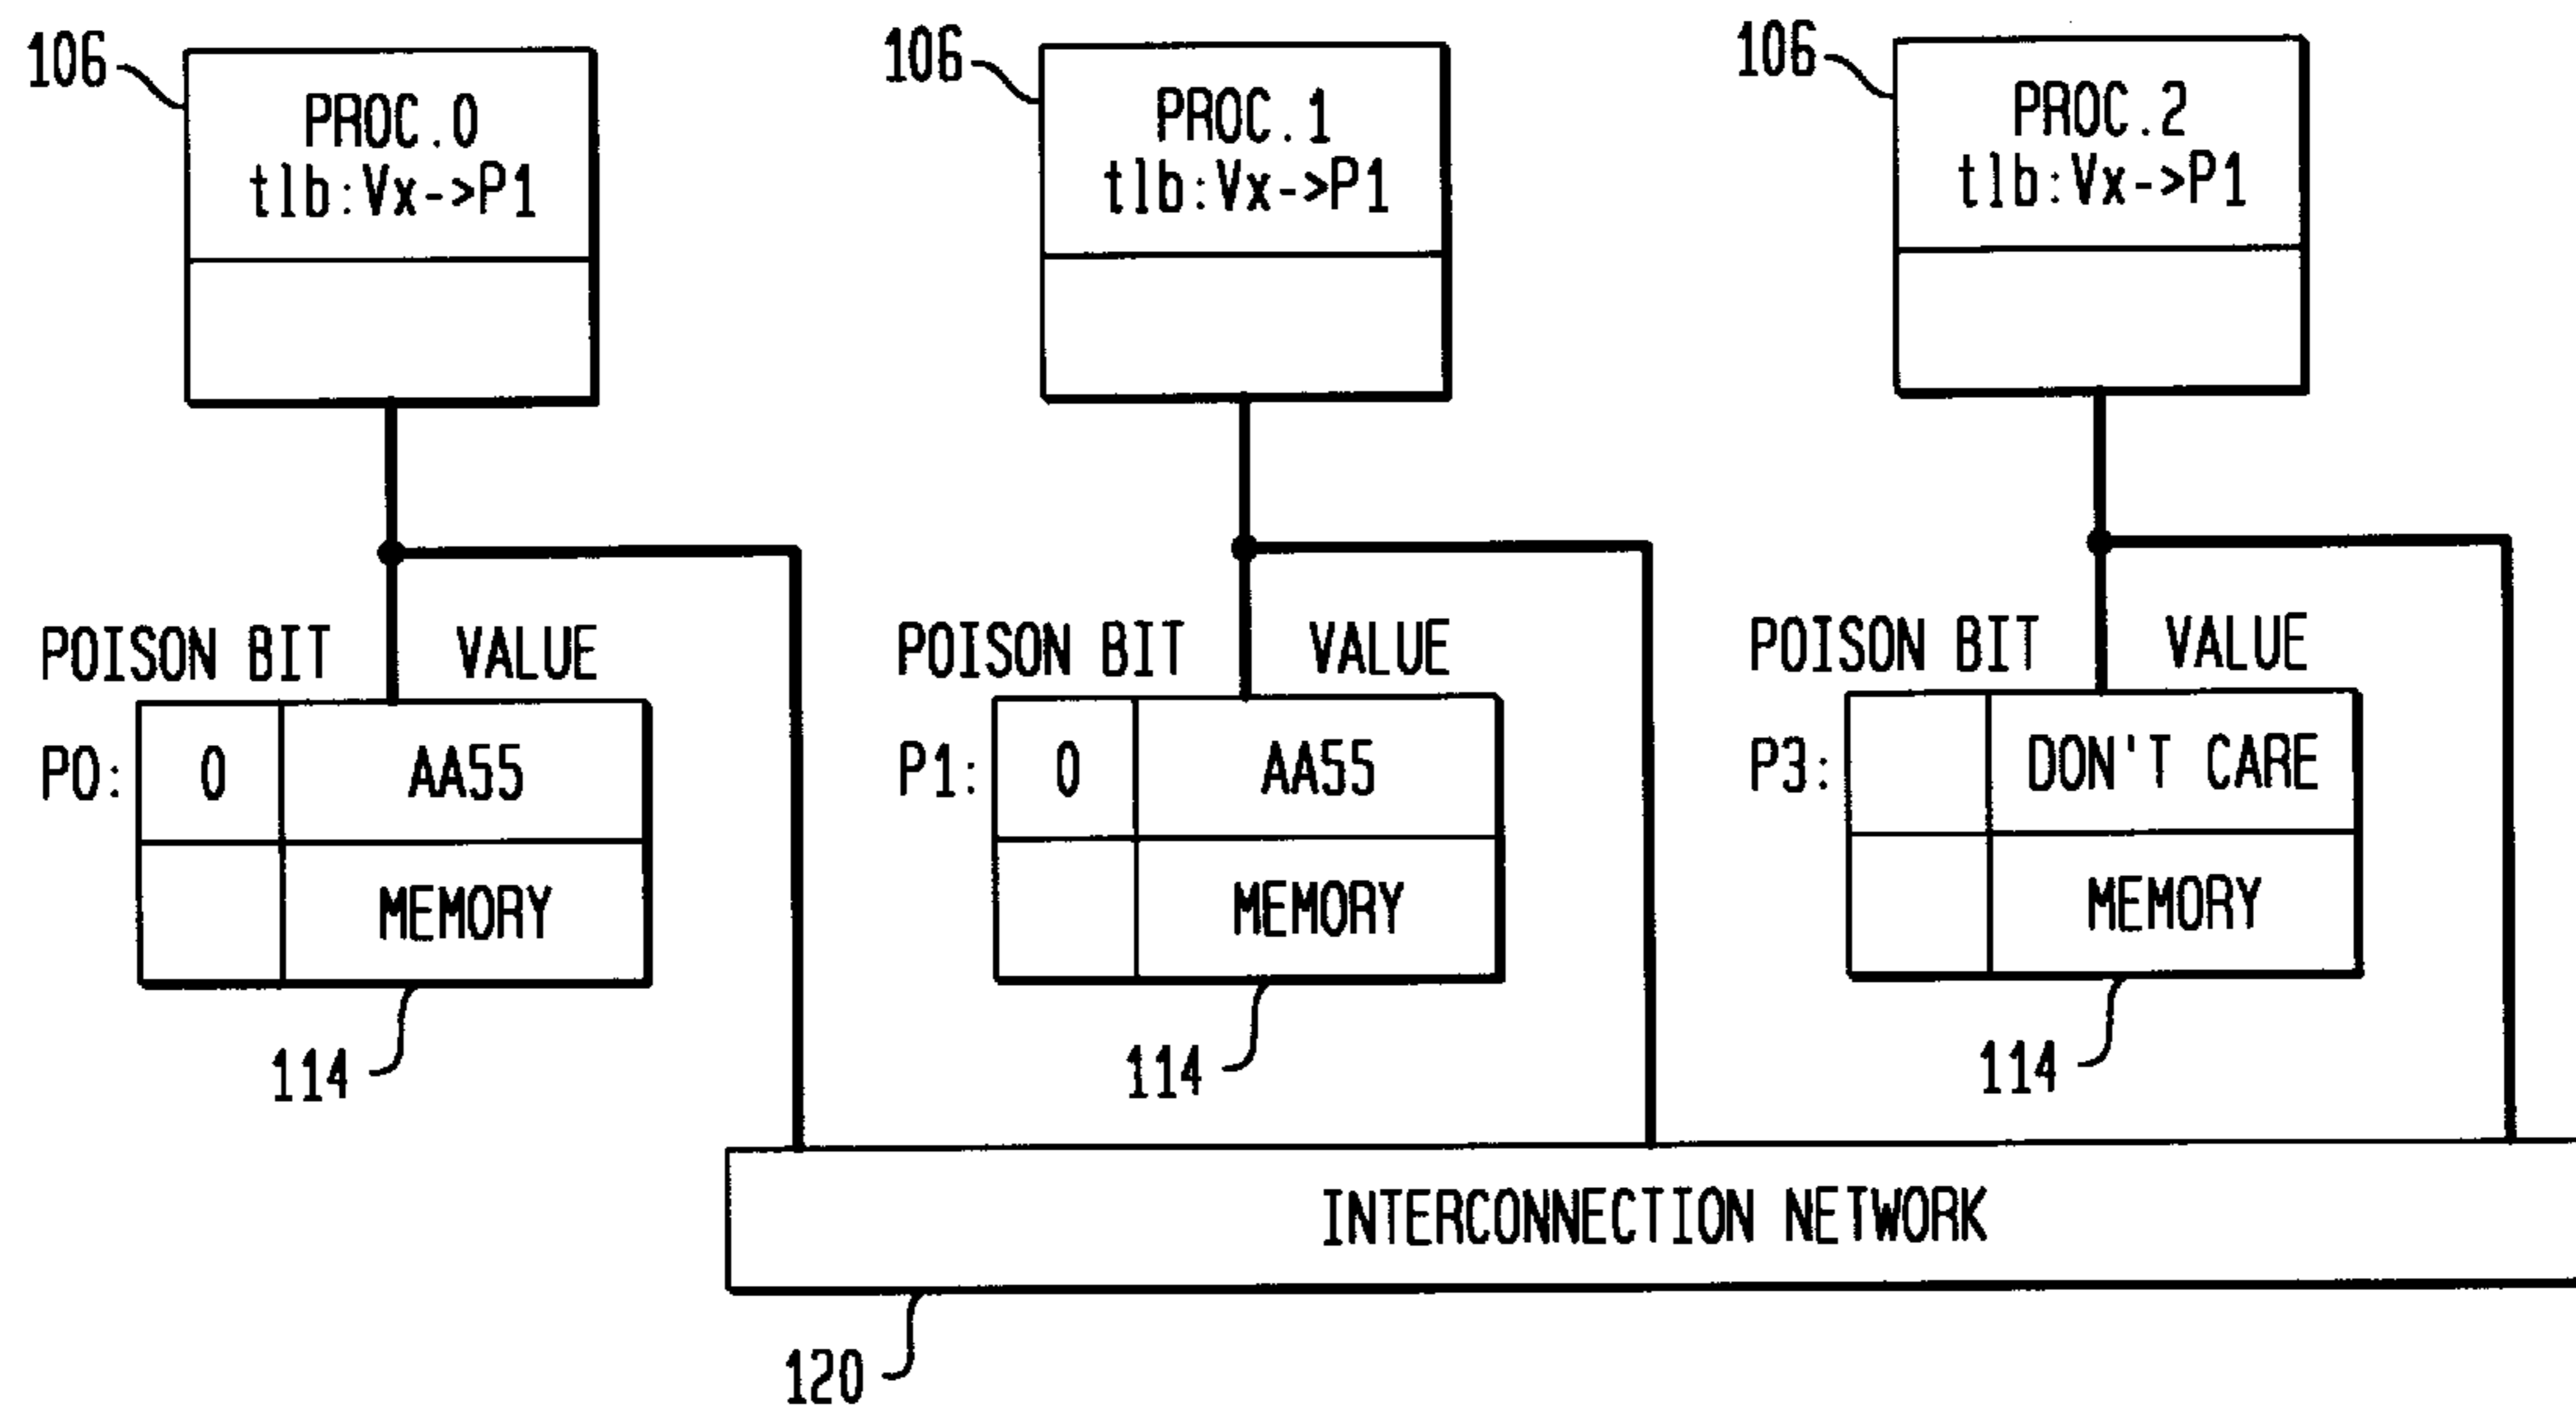 106
PROC.0
tlb:Vx->P1
106
PROC.1
tlb:Vx->P1
106
PROC.2
tlb:Vx->P1
POISON BIT VALUE
P0: 0 AA55
MEMORY
114
POISON BIT VALUE
P1: 0 AA55
MEMORY
114
POISON BIT VALUE
P3: DON'T CARE
MEMORY
114
INTERCONNECTION NETWORK
120